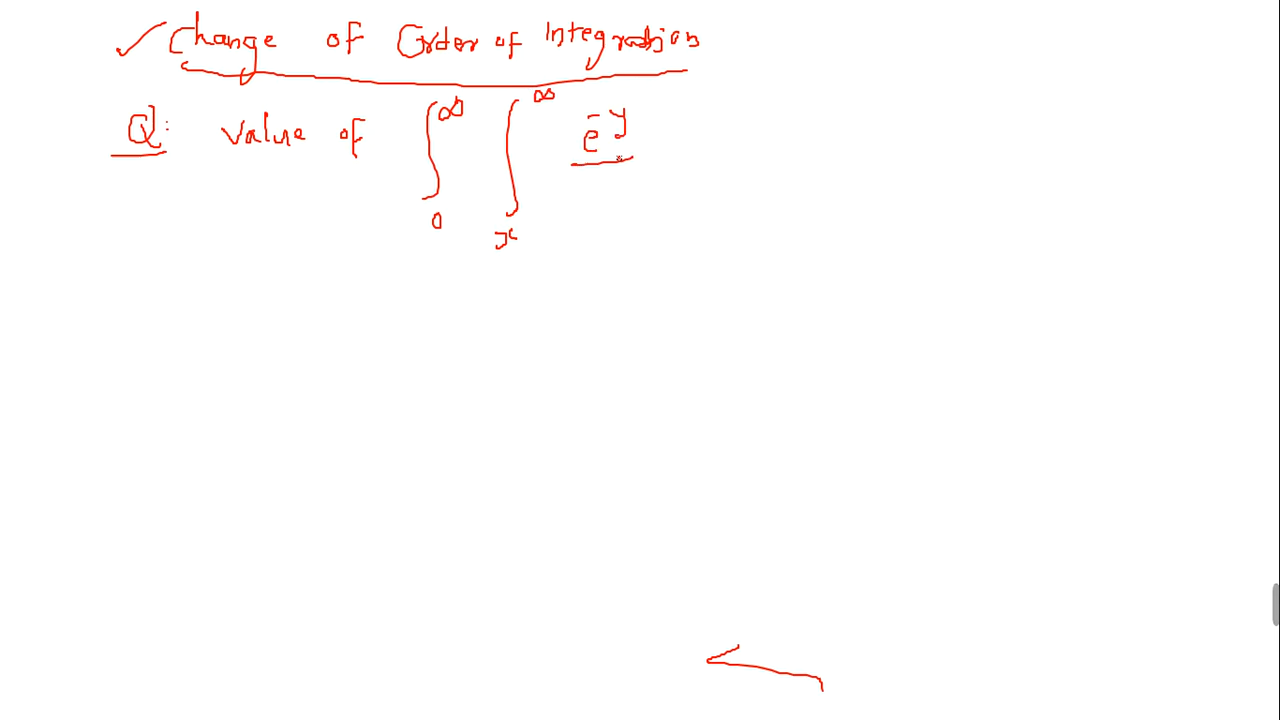 Change of Order of Integration
Q: Value of ∫₀^∞ ∫ₓ^∞ e^-y